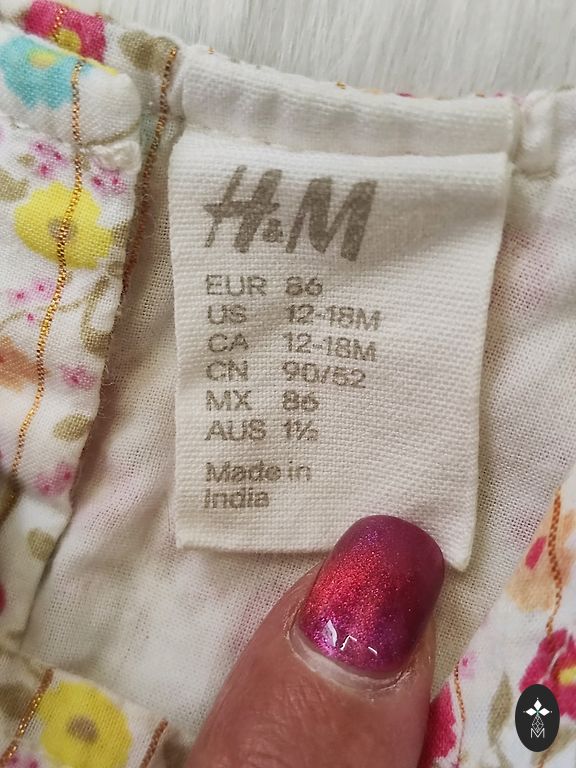 H&M
EUR 86
US 12-18M
CA 12-18M
CN 90/52
MX 86
AUS 1½
Made in
India
M